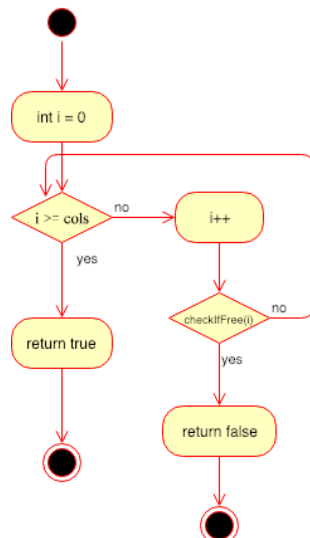 int i = 0
i >= cols
no
i++
yes
checkIfFree(i)
no
return true
yes
return false